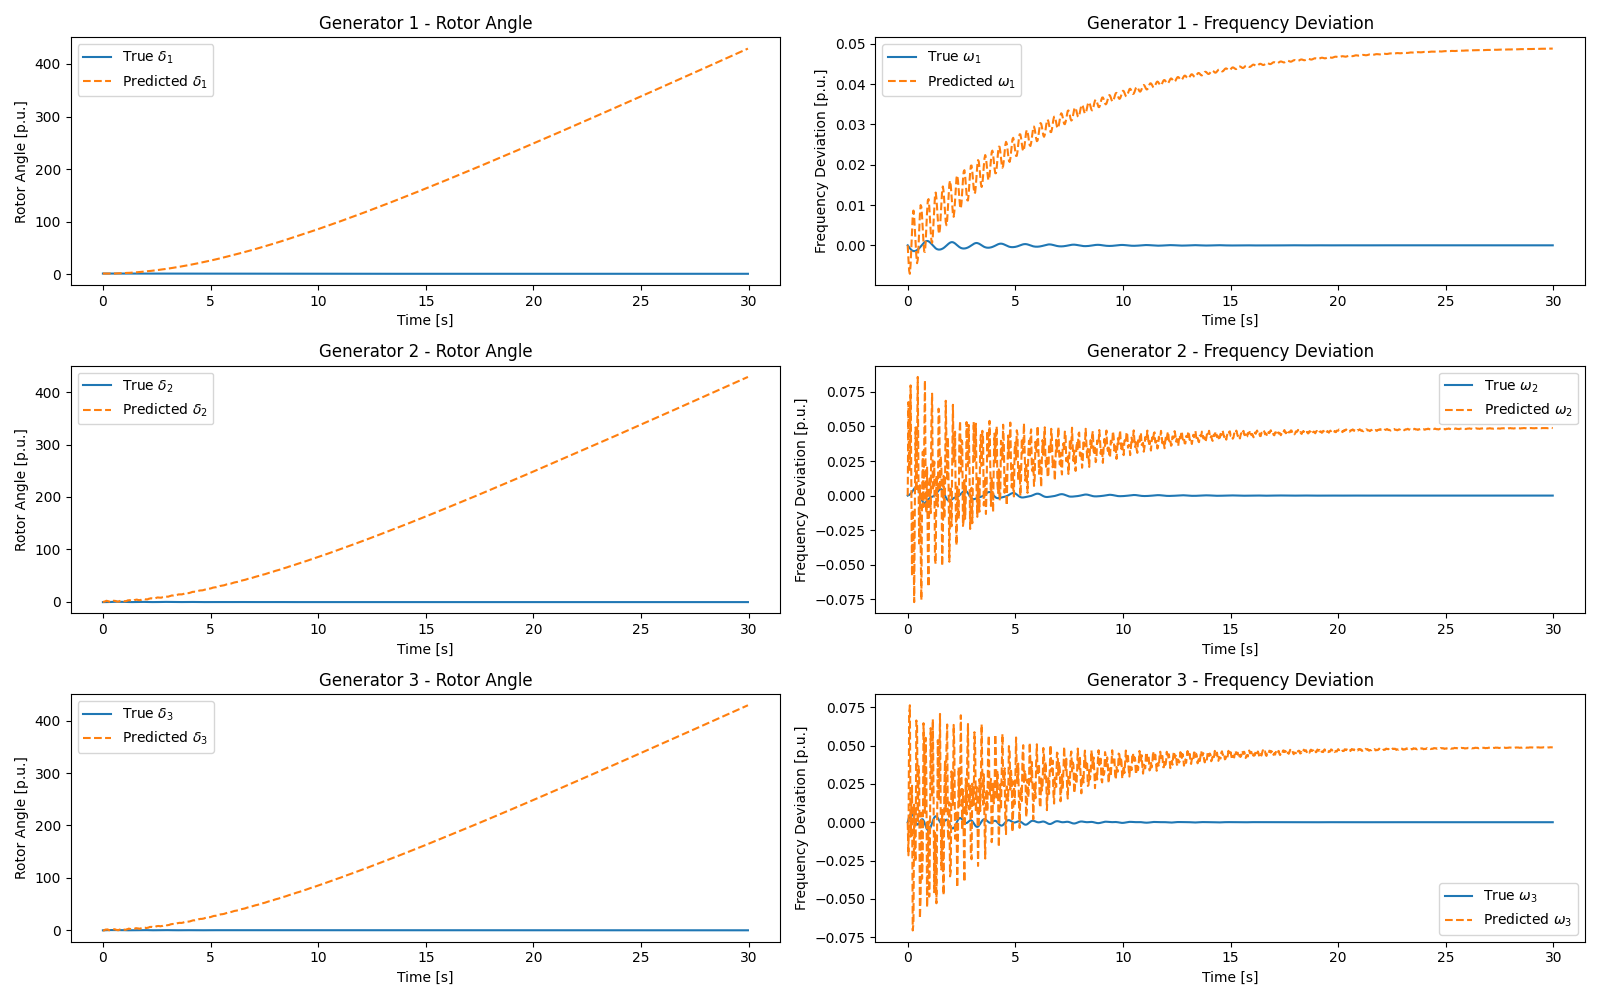 Generator 1 - Rotor Angle
True δ₁
Predicted δ₁
Rotor Angle [p.u.]
400
300
200
100
0
0 5 10 15 20 25 30
Time [s]
Generator 1 - Frequency Deviation
True ω₁
Predicted ω₁
Frequency Deviation [p.u.]
0.05
0.04
0.03
0.02
0.01
0.00
0 5 10 15 20 25 30
Time [s]
Generator 2 - Rotor Angle
True δ₂
Predicted δ₂
Rotor Angle [p.u.]
400
300
200
100
0
0 5 10 15 20 25 30
Time [s]
Generator 2 - Frequency Deviation
True ω₂
Predicted ω₂
Frequency Deviation [p.u.]
0.075
0.050
0.025
0.000
−0.025
−0.050
−0.075
0 5 10 15 20 25 30
Time [s]
Generator 3 - Rotor Angle
True δ₃
Predicted δ₃
Rotor Angle [p.u.]
400
300
200
100
0
0 5 10 15 20 25 30
Time [s]
Generator 3 - Frequency Deviation
Frequency Deviation [p.u.]
0.075
0.050
0.025
0.000
−0.025
−0.050
−0.075
True ω₃
Predicted ω₃
0 5 10 15 20 25 30
Time [s]